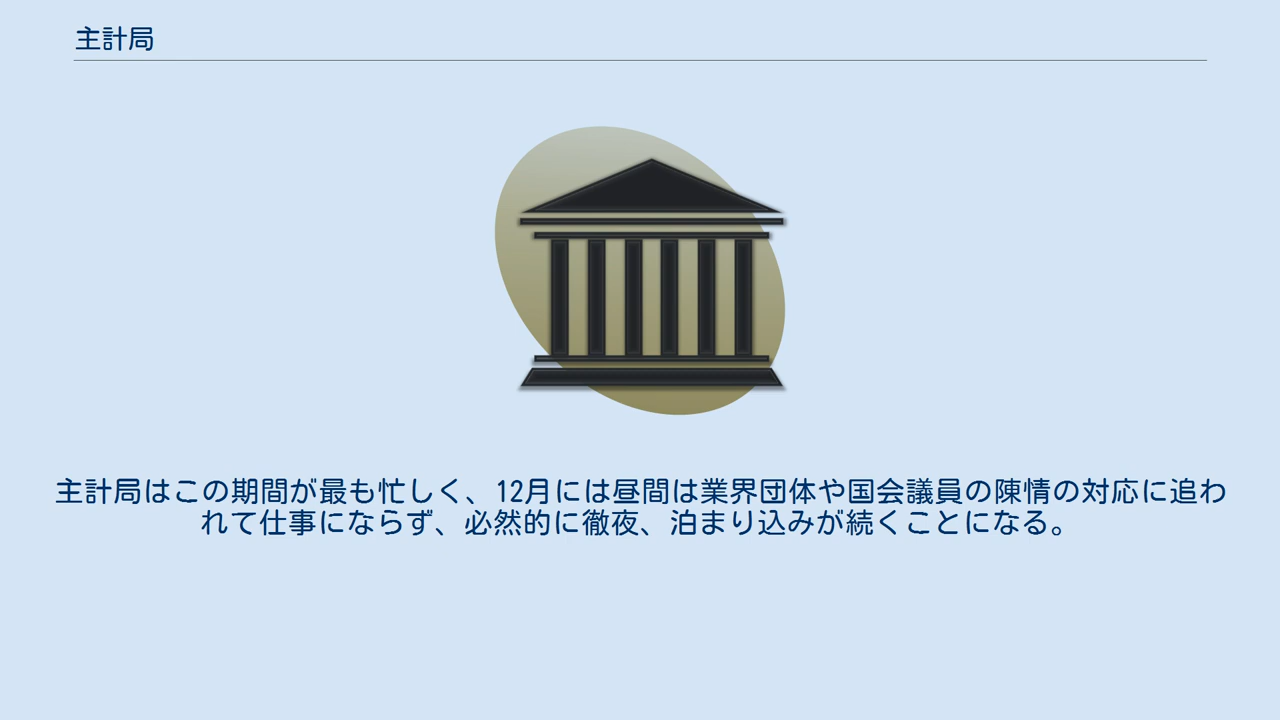 主計局
主計局はこの期間が最も忙しく、12月には昼間は業界団体や国会議員の陳情の対応に追わ
れて仕事にならず、必然的に徹夜、泊まり込みが続くことになる。